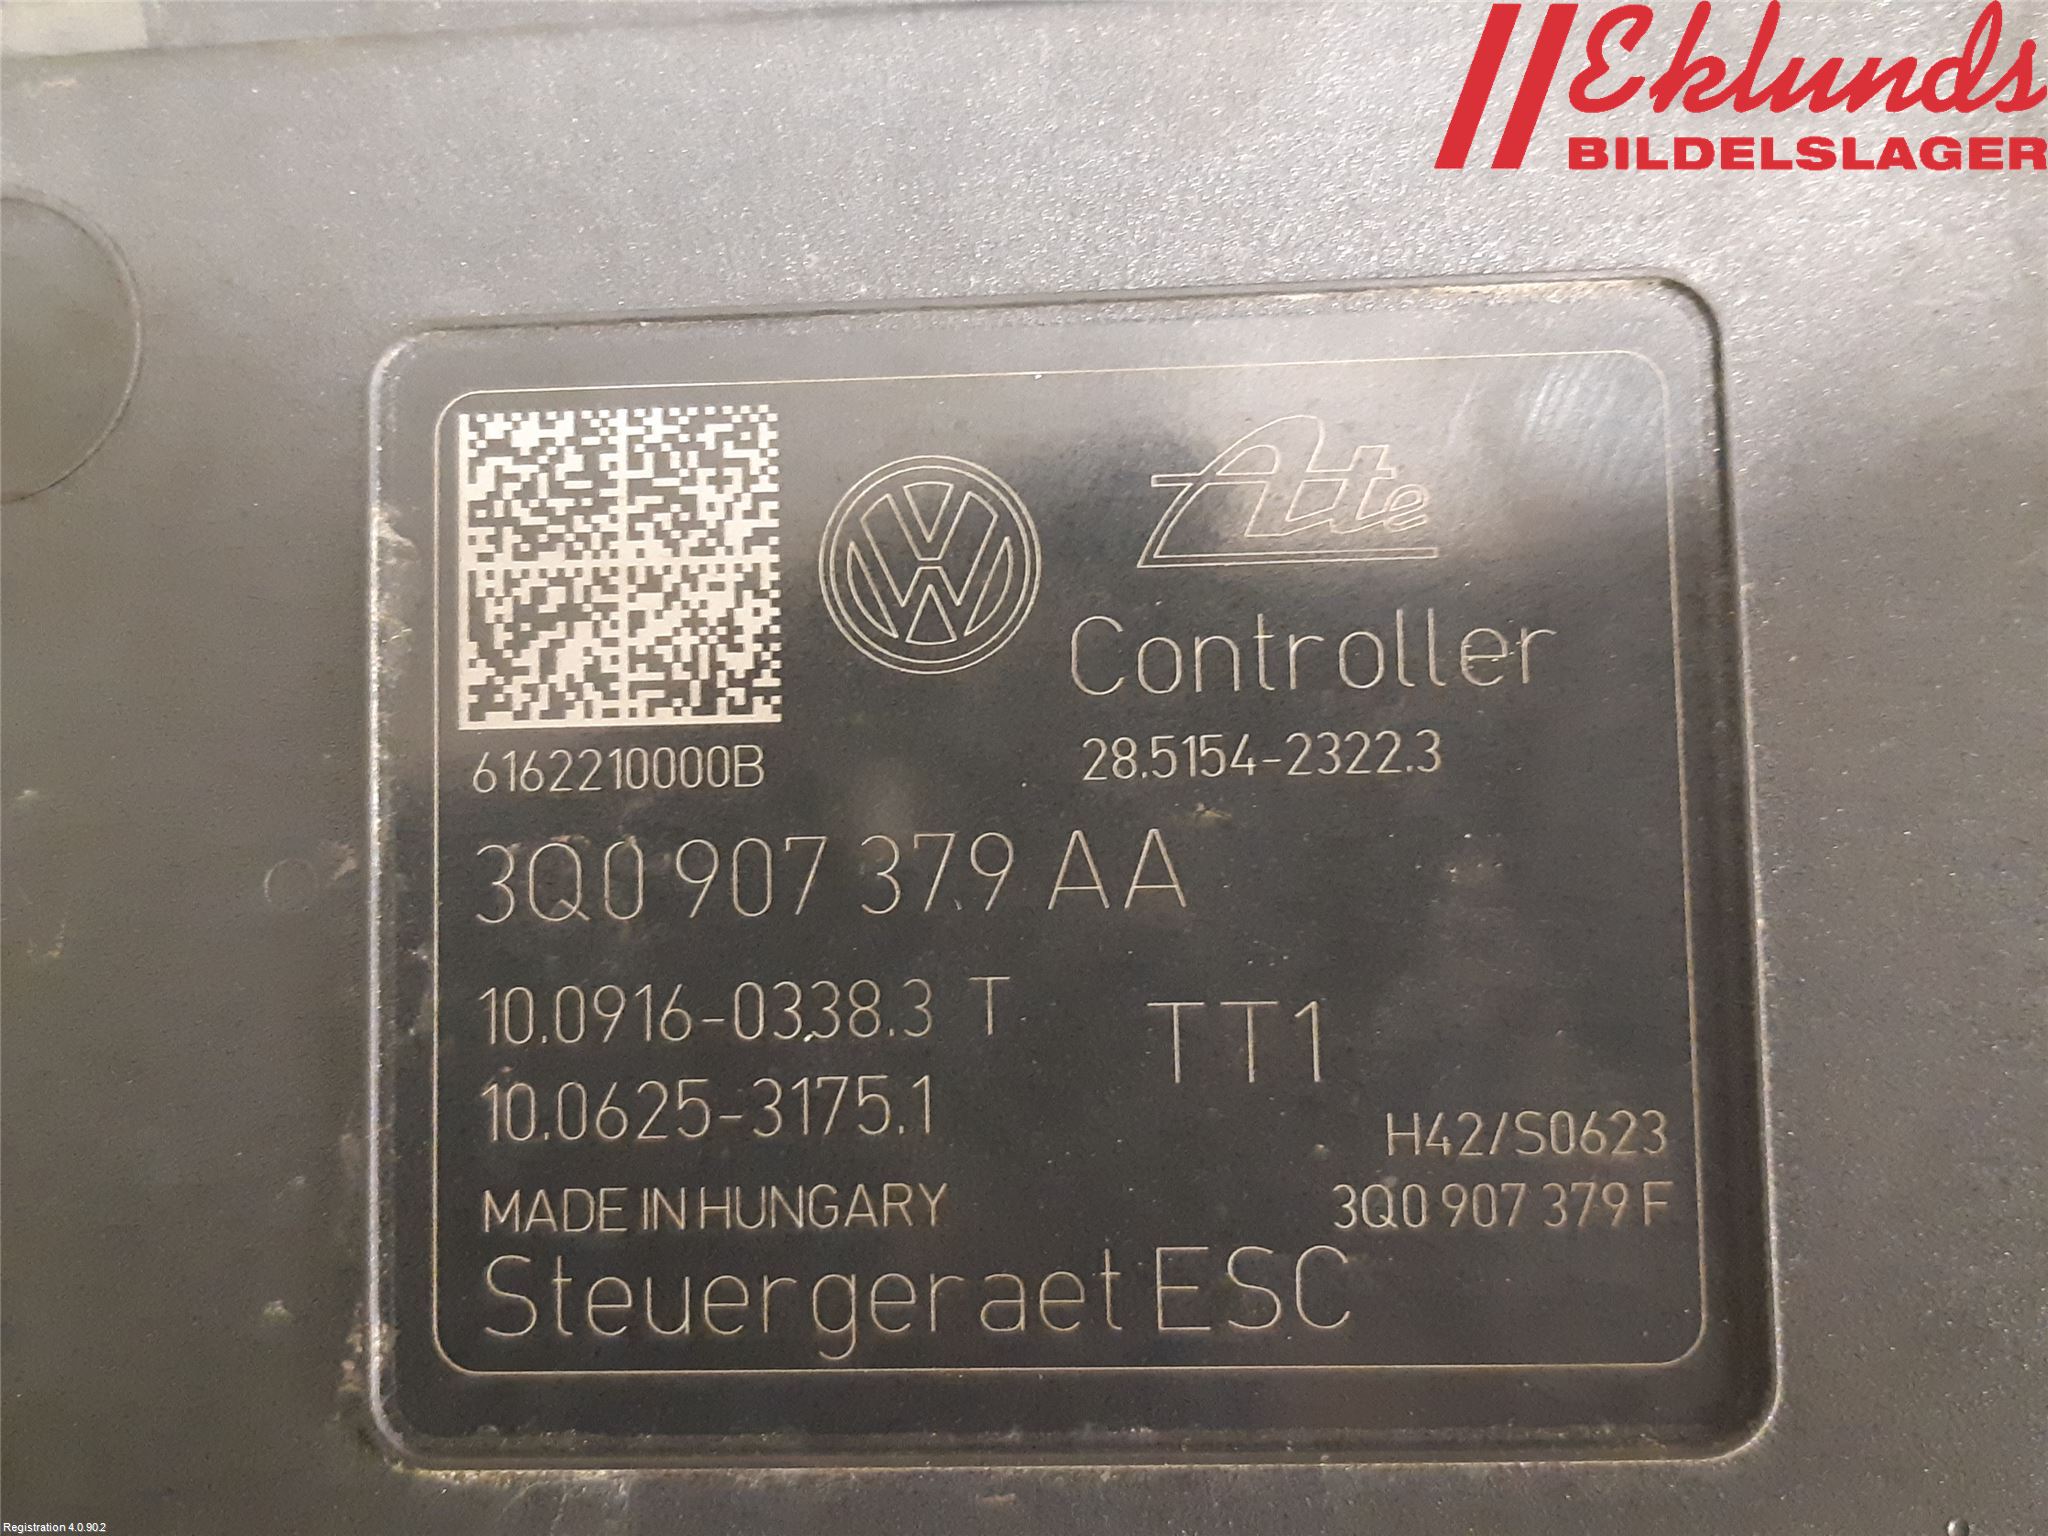 Eklunds
BILDELSLAGER
Ate
Controller
6162210000B
28.5154-2322.3
3Q0 907 379 AA
10.0916-0338.3 T
TT1
10.0625-3175.1
H42/S0623
MADE IN HUNGARY
3Q0 907 379 F
Steuergeraet ESC
Registration 4.0.90.2